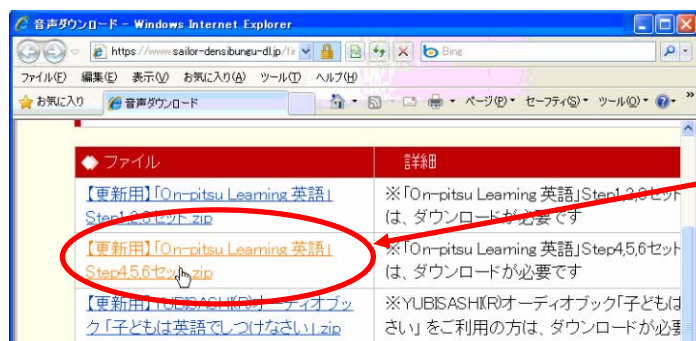 音声ダウンロード - Windows Internet Explorer
https://www.sailor-densibungu-dl.jp/
Bing
ファイル(F) 編集(E) 表示(V) お気に入り(A) ツール(T) ヘルプ(H)
お気に入り 音声ダウンロード ページ(P) セーフティ(S) ツール(O)
ファイル 詳細
【更新用】「On-pitsu Learning 英語」 ※「On-pitsu Learning 英語」Step1,2,3セット
Step1,2,3セット.zip は、ダウンロードが必要です
【更新用】「On-pitsu Learning 英語」 ※「On-pitsu Learning 英語」Step4,5,6セット
Step4,5,6セット.zip は、ダウンロードが必要です
【更新用】YUBISASHI(R)オーディオブッ ※YUBISASHI(R)オーディオブック「子どもは
ク「子どもは英語でしつけなさい」.zip さい」をご利用の方は、ダウンロードが必要